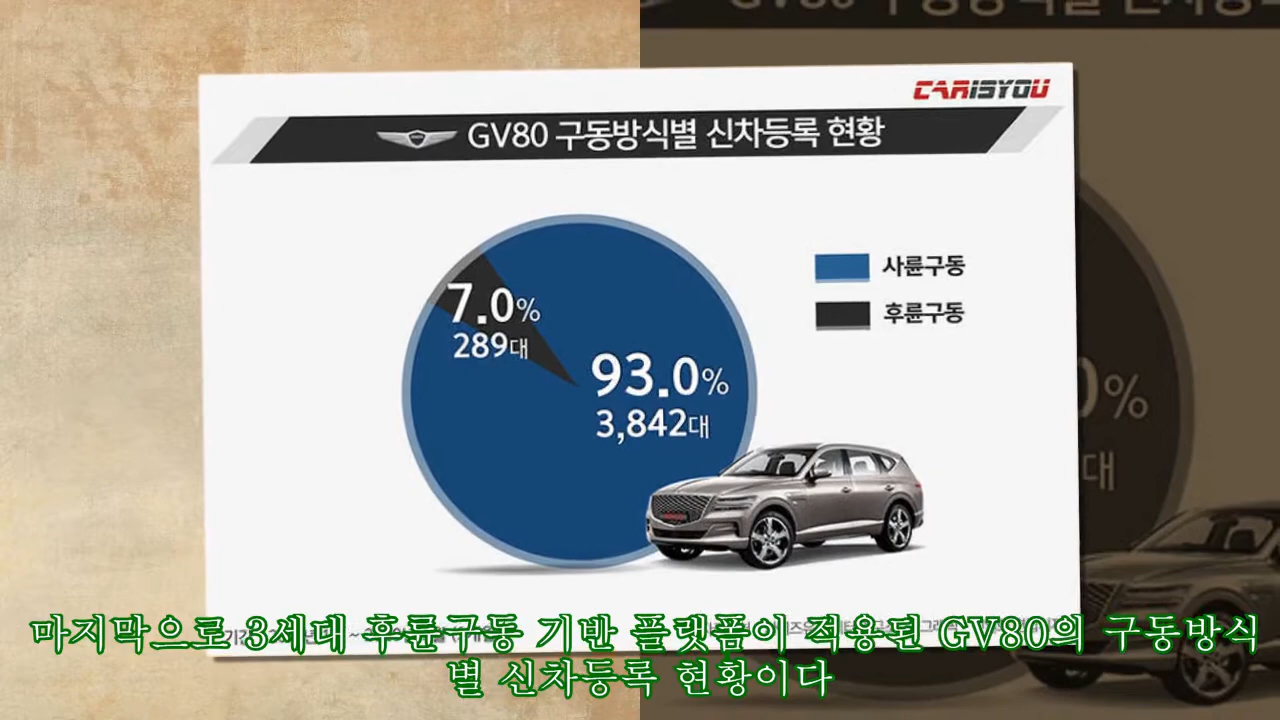 CARISYOU
GV80 구동방식별 신차등록 현황
사륜구동
후륜구동
7.0%
289대
93.0%
3,842대
마지막으로 3세대 후륜구동 기반 플랫폼이 적용된 GV80의 구동방식
별 신차등록 현황이다